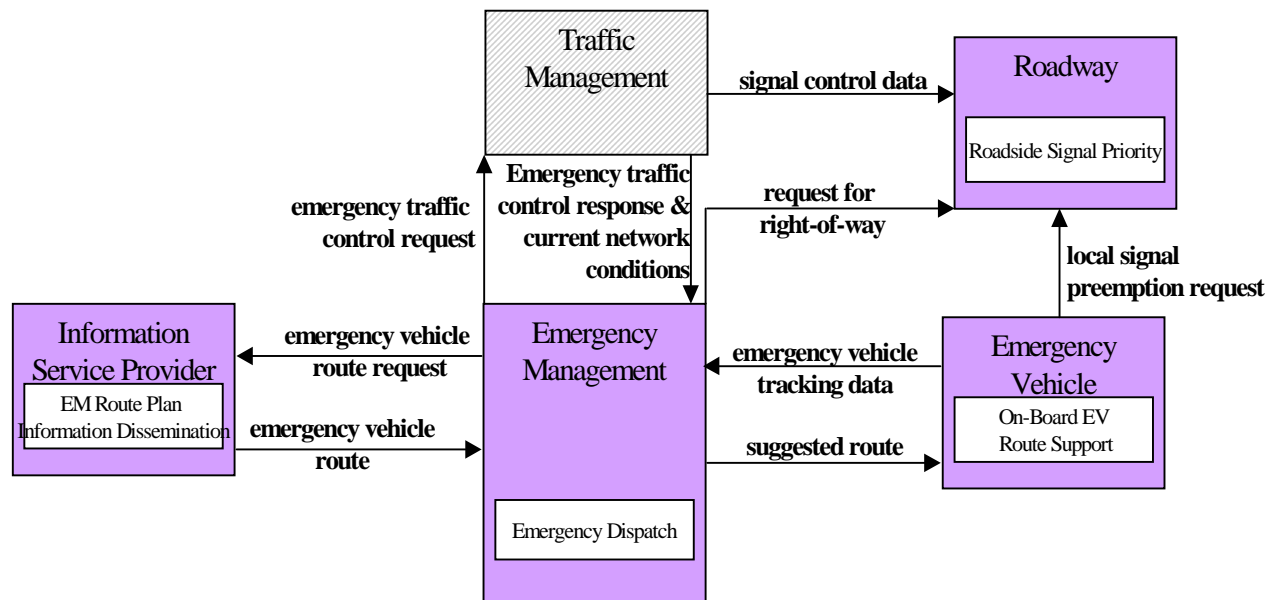 Traffic
Management
signal control data
Roadway
Roadside Signal Priority
emergency traffic
control request
Emergency traffic
control response &
current network
conditions
request for
right-of-way
local signal
preemption request
Information
Service Provider
EM Route Plan
Information Dissemination
emergency vehicle
route request
emergency vehicle
route
Emergency
Management
Emergency Dispatch
emergency vehicle
tracking data
suggested route
Emergency
Vehicle
On-Board EV
Route Support